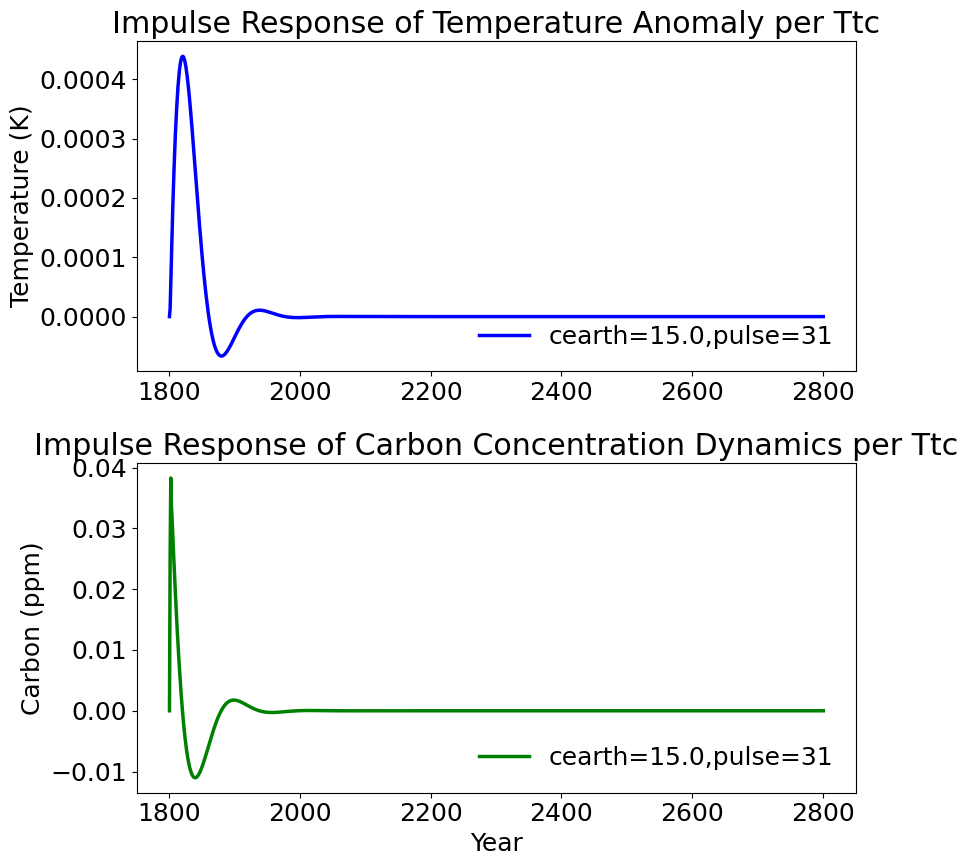 Impulse Response of Temperature Anomaly per Ttc
Temperature (K)
0.0004
0.0003
0.0002
0.0001
0.0000
cearth=15.0,pulse=31
1800 2000 2200 2400 2600 2800
Impulse Response of Carbon Concentration Dynamics per Ttc
Carbon (ppm)
0.04
0.03
0.02
0.01
0.00
−0.01
cearth=15.0,pulse=31
1800 2000 2200 2400 2600 2800
Year